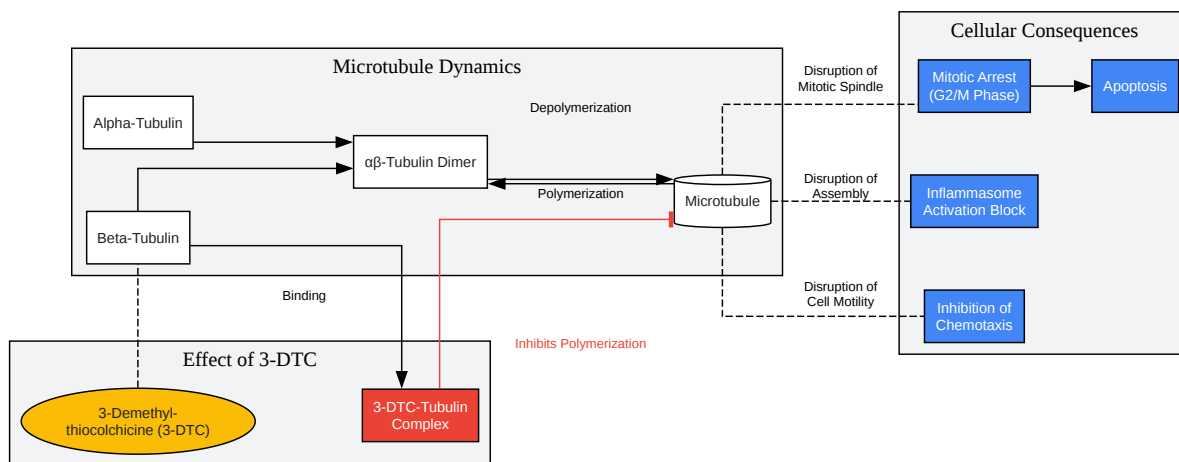 Cellular Consequences
Microtubule Dynamics
Disruption of
Mitotic Spindle
Mitotic Arrest
(G2/M Phase)
Apoptosis
Depolymerization
Alpha-Tubulin
αβ-Tubulin Dimer
Polymerization
Microtubule
Disruption of
Assembly
Inflammasome
Activation Block
Beta-Tubulin
Binding
Disruption of
Cell Motility
Inhibition of
Chemotaxis
Inhibits Polymerization
Effect of 3-DTC
3-Demethyl-
thiocolchicine (3-DTC)
3-DTC-Tubulin
Complex